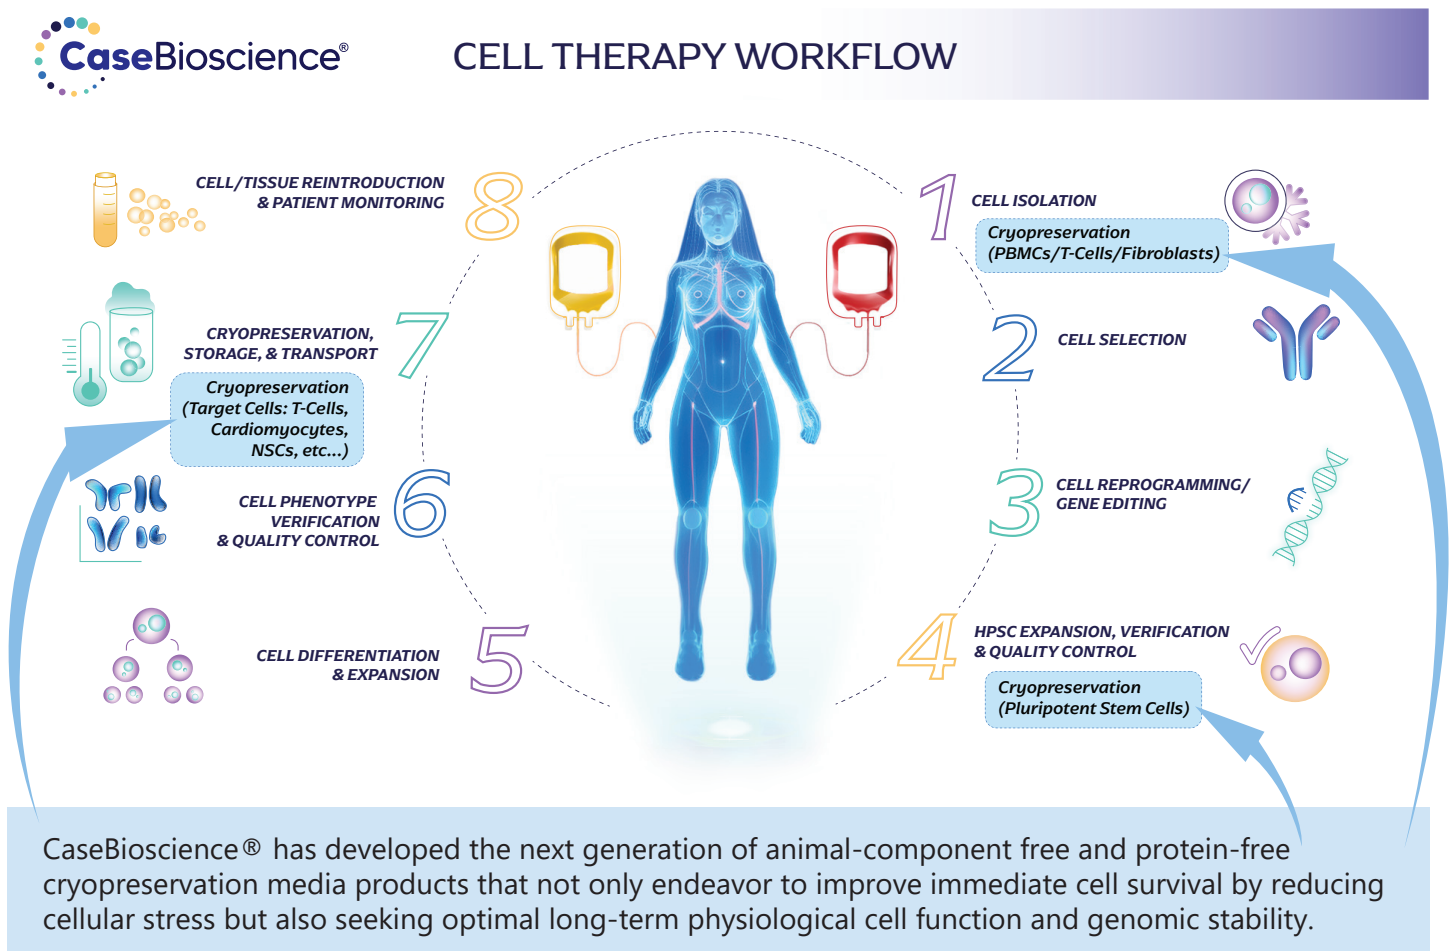 CaseBioscience®
CELL THERAPY WORKFLOW
1
CELL ISOLATION
Cryopreservation
(PBMCs/T-Cells/Fibroblasts)
2
CELL SELECTION
3
CELL REPROGRAMMING/
GENE EDITING
4
HPSC EXPANSION, VERIFICATION
& QUALITY CONTROL
Cryopreservation
(Pluripotent Stem Cells)
5
CELL DIFFERENTIATION
& EXPANSION
6
CELL PHENOTYPE
VERIFICATION
& QUALITY CONTROL
7
CRYOPRESERVATION,
STORAGE, & TRANSPORT
Cryopreservation
(Target Cells: T-Cells,
Cardiomyocytes,
NSCs, etc...)
8
CELL/TISSUE REINTRODUCTION
& PATIENT MONITORING
CaseBioscience® has developed the next generation of animal-component free and protein-free
cryopreservation media products that not only endeavor to improve immediate cell survival by reducing
cellular stress but also seeking optimal long-term physiological cell function and genomic stability.